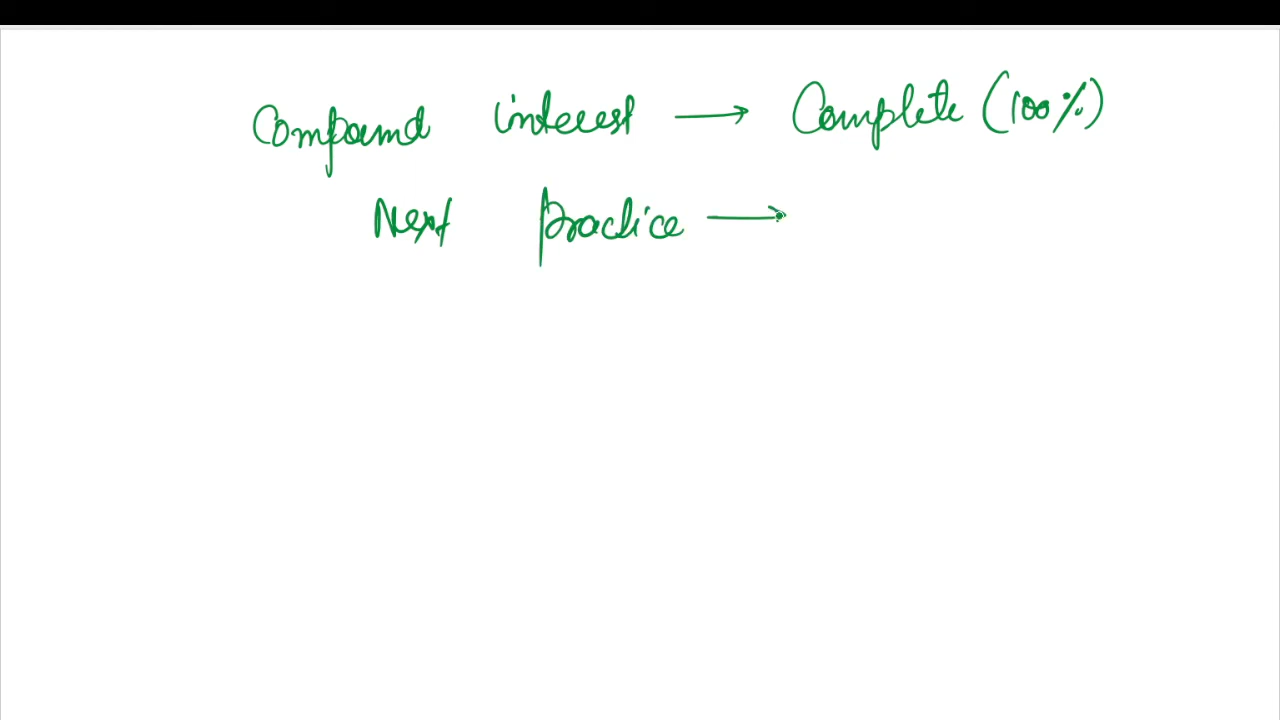 Compound interest → Complete (100%)
Next practice →